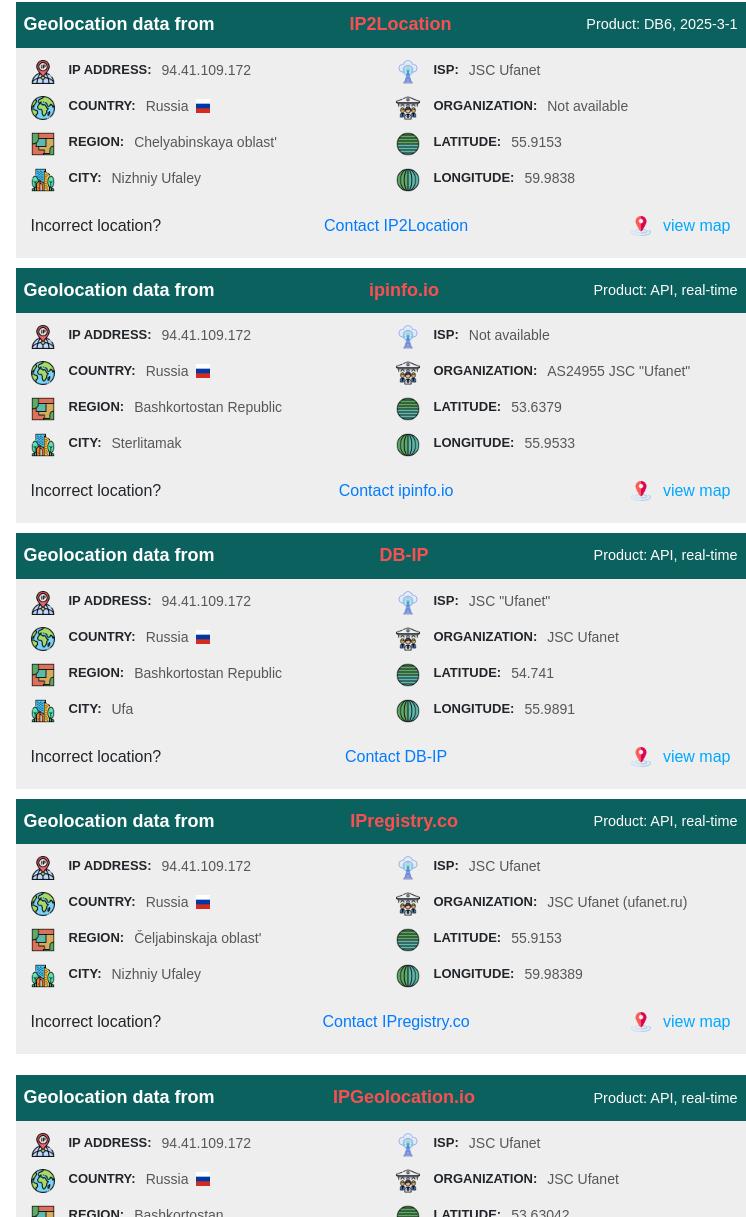 Geolocation data from IP2Location Product: DB6, 2025-3-1
IP ADDRESS: 94.41.109.172 ISP: JSC Ufanet
COUNTRY: Russia ORGANIZATION: Not available
REGION: Chelyabinskaya oblast' LATITUDE: 55.9153
CITY: Nizhniy Ufaley LONGITUDE: 59.9838
Incorrect location? Contact IP2Location view map
Geolocation data from ipinfo.io Product: API, real-time
IP ADDRESS: 94.41.109.172 ISP: Not available
COUNTRY: Russia ORGANIZATION: AS24955 JSC "Ufanet"
REGION: Bashkortostan Republic LATITUDE: 53.6379
CITY: Sterlitamak LONGITUDE: 55.9533
Incorrect location? Contact ipinfo.io view map
Geolocation data from DB-IP Product: API, real-time
IP ADDRESS: 94.41.109.172 ISP: JSC "Ufanet"
COUNTRY: Russia ORGANIZATION: JSC Ufanet
REGION: Bashkortostan Republic LATITUDE: 54.741
CITY: Ufa LONGITUDE: 55.9891
Incorrect location? Contact DB-IP view map
Geolocation data from IPregistry.co Product: API, real-time
IP ADDRESS: 94.41.109.172 ISP: JSC Ufanet
COUNTRY: Russia ORGANIZATION: JSC Ufanet (ufanet.ru)
REGION: Čeljabinskaja oblast' LATITUDE: 55.9153
CITY: Nizhniy Ufaley LONGITUDE: 59.98389
Incorrect location? Contact IPregistry.co view map
Geolocation data from IPGeolocation.io Product: API, real-time
IP ADDRESS: 94.41.109.172 ISP: JSC Ufanet
COUNTRY: Russia ORGANIZATION: JSC Ufanet
REGION: Bashkortostan LATITUDE: 53.63042